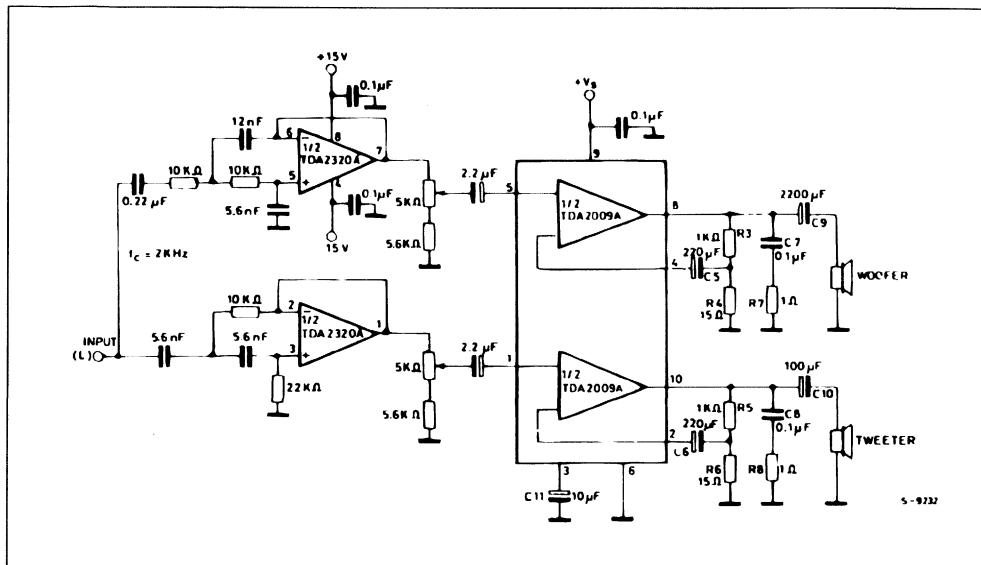 +15V
0.1µF
12nF
6
8
7
1/2
TDA2320A
10KΩ
10KΩ
5
4
0.22µF
5.6nF
0.1µF
15V
5KΩ
5.6KΩ
2.2µF
fc = 2KHz
+Vs
0.1µF
9
5
1/2
TDA2009A
8
2200µF
C9
1KΩ
R3
C7
0.1µF
220µF
4
C5
R4
15Ω
R7
1Ω
WOOFER
10KΩ
2
1
1/2
TDA2320A
INPUT
(L)
5.6nF
5.6nF
3
22KΩ
5KΩ
5.6KΩ
2.2µF
1
1/2
TDA2009A
10
100µF
C10
1KΩ
R5
C8
0.1µF
220µF
2
C6
R6
15Ω
R8
1Ω
TWEETER
3
6
C11
10µF
S-9232